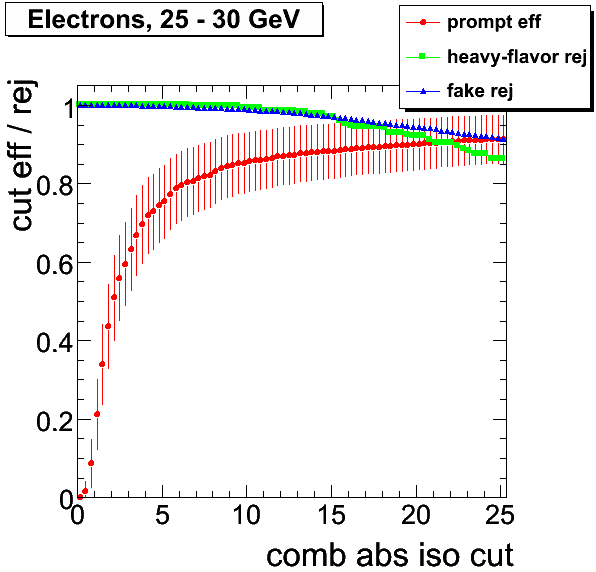 Electrons, 25 - 30 GeV
prompt eff
heavy-flavor rej
fake rej
cut eff / rej
1
0.8
0.6
0.4
0.2
0
0 5 10 15 20 25
comb abs iso cut